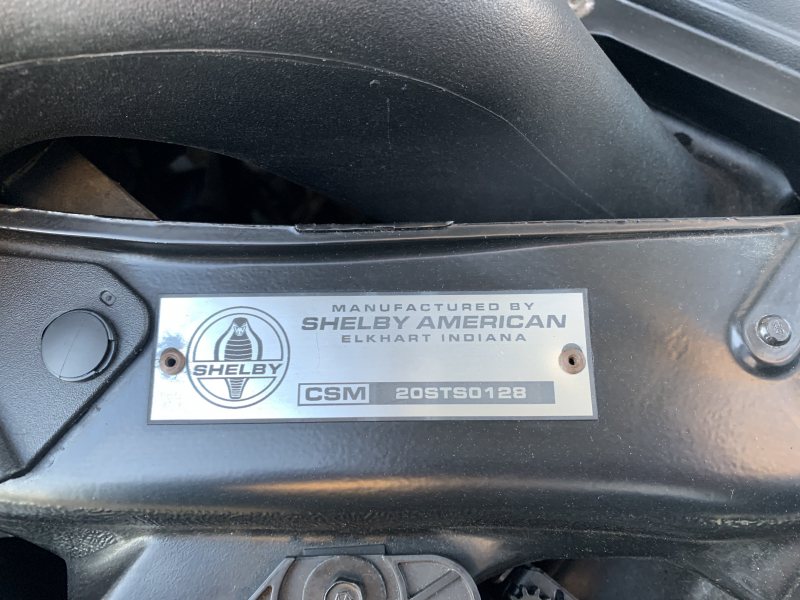 MANUFACTURED BY
SHELBY AMERICAN
ELKHART INDIANA
SHELBY
CSM 20STS0128